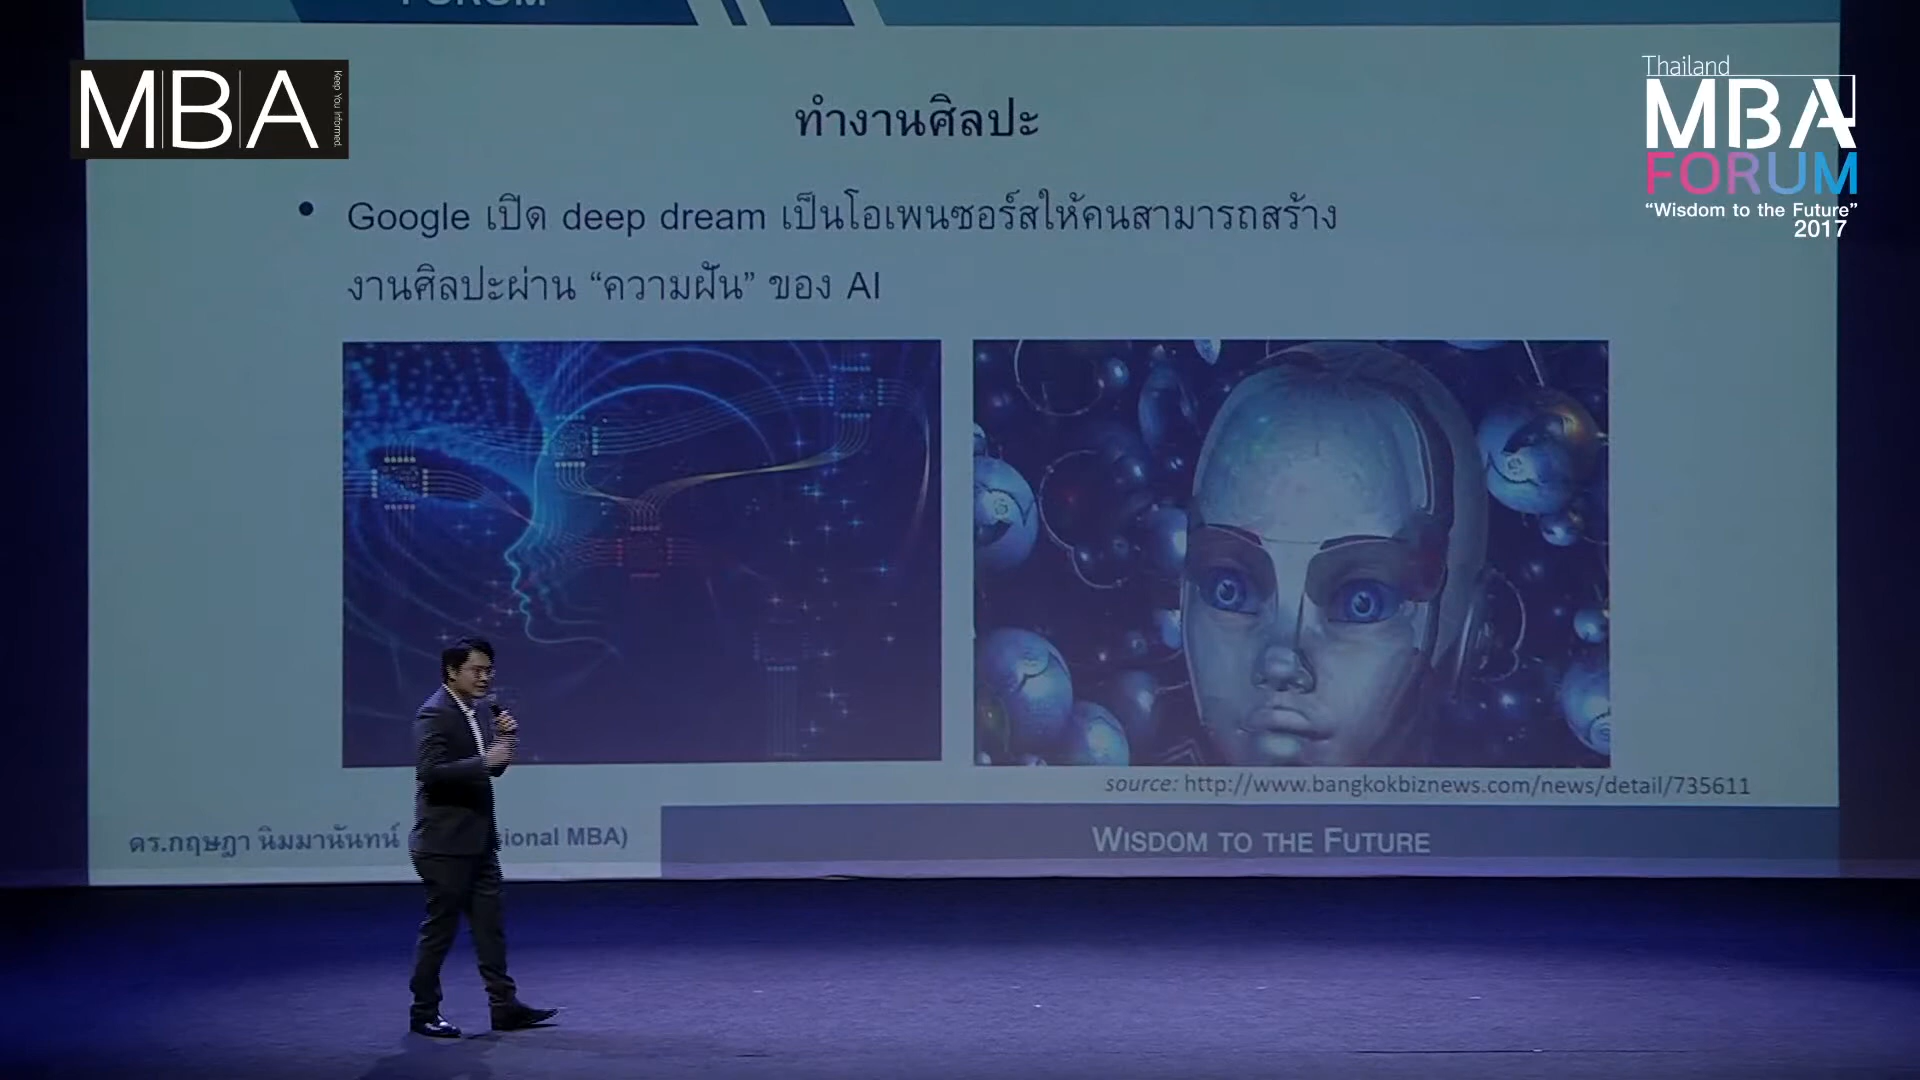 FORUM
MBA
Keep You Informed.
Thailand
MBA
FORUM
“Wisdom to the Future”
2017
ทำงานศิลปะ
• Google เปิด deep dream เป็นโอเพนซอร์สให้คนสามารถสร้าง
งานศิลปะผ่าน “ความฝัน” ของ AI
source: http://www.bangkokbiznews.com/news/detail/735611
ดร.กฤษฎา นิมมานันทน์ MBA)
WISDOM TO THE FUTURE